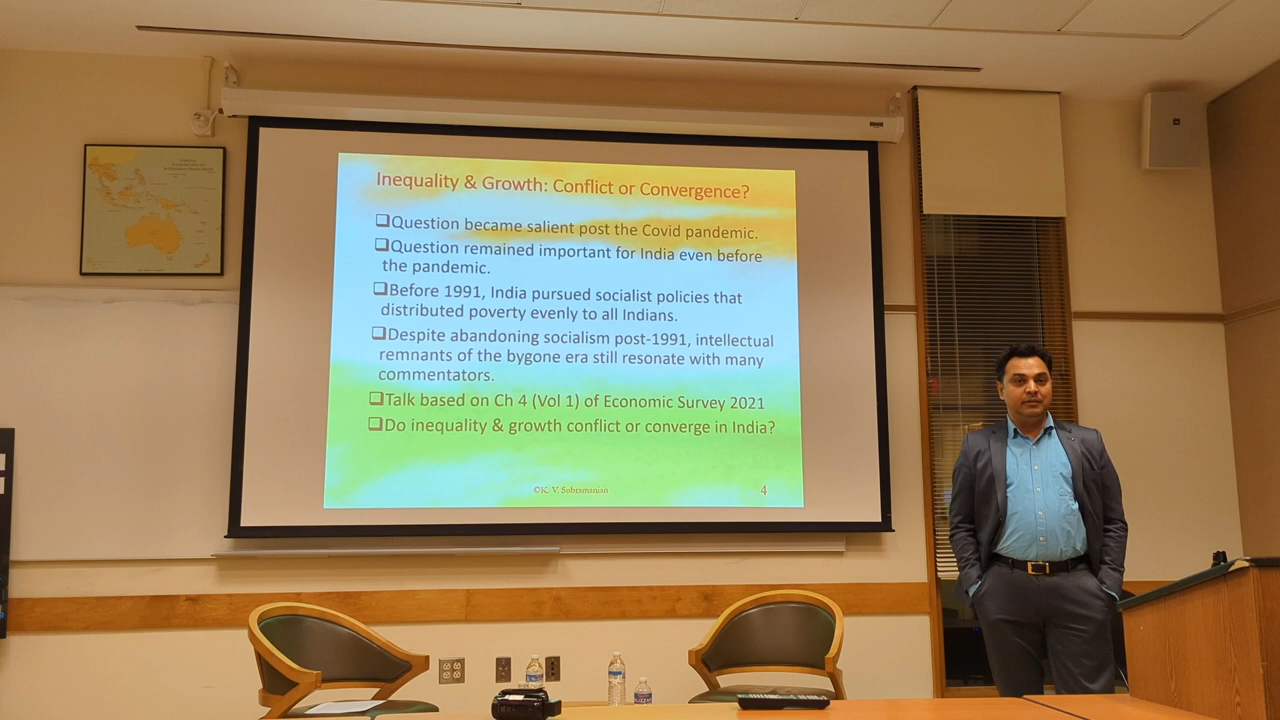 Inequality & Growth: Conflict or Convergence?
❑Question became salient post the Covid pandemic.
❑Question remained important for India even before
the pandemic.
❑Before 1991, India pursued socialist policies that
distributed poverty evenly to all Indians.
❑Despite abandoning socialism post-1991, intellectual
remnants of the bygone era still resonate with many
commentators.
❑Talk based on Ch 4 (Vol 1) of Economic Survey 2021
❑Do inequality & growth conflict or converge in India?
©K. V. Subramanian
4